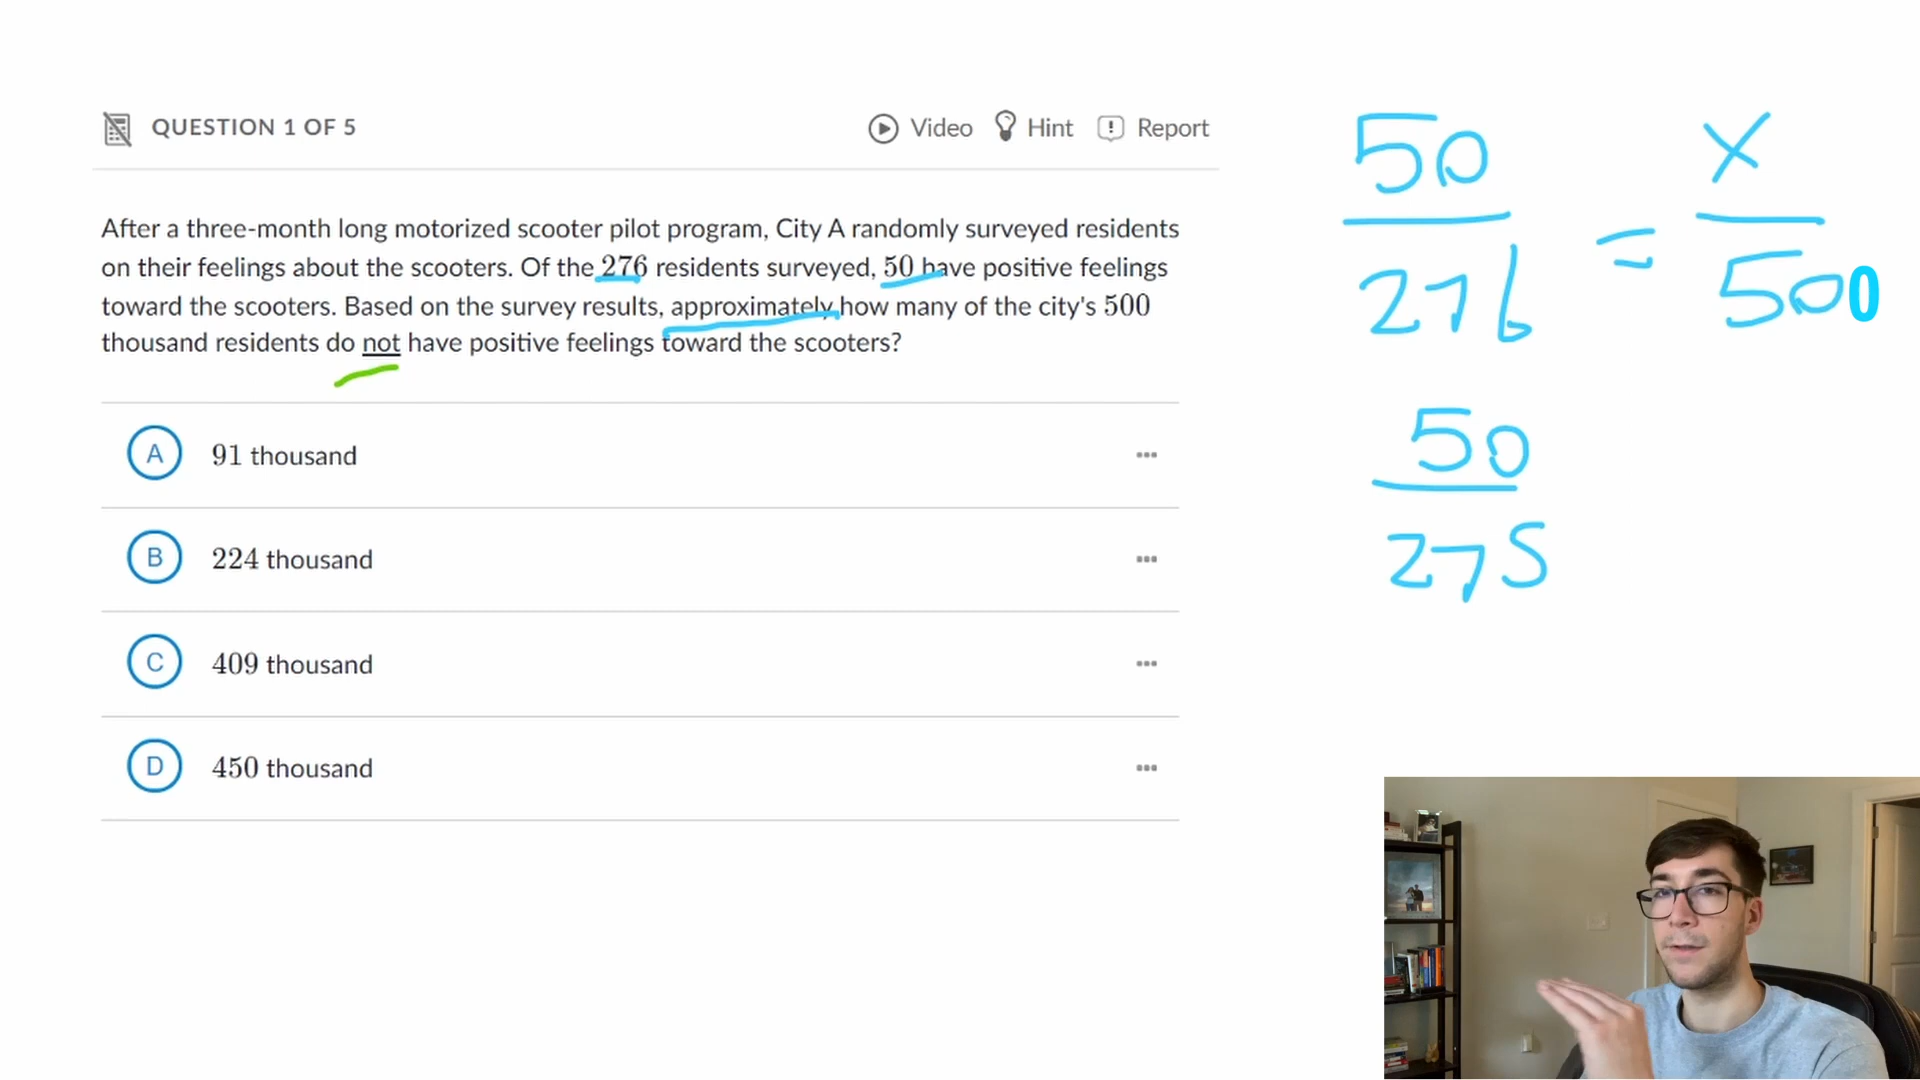 QUESTION 1 OF 5
Video
Hint
Report
After a three-month long motorized scooter pilot program, City A randomly surveyed residents
on their feelings about the scooters. Of the 276 residents surveyed, 50 have positive feelings
toward the scooters. Based on the survey results, approximately how many of the city's 500
thousand residents do not have positive feelings toward the scooters?
A 91 thousand
B 224 thousand
C 409 thousand
D 450 thousand
50 x
=
276 500
50
275